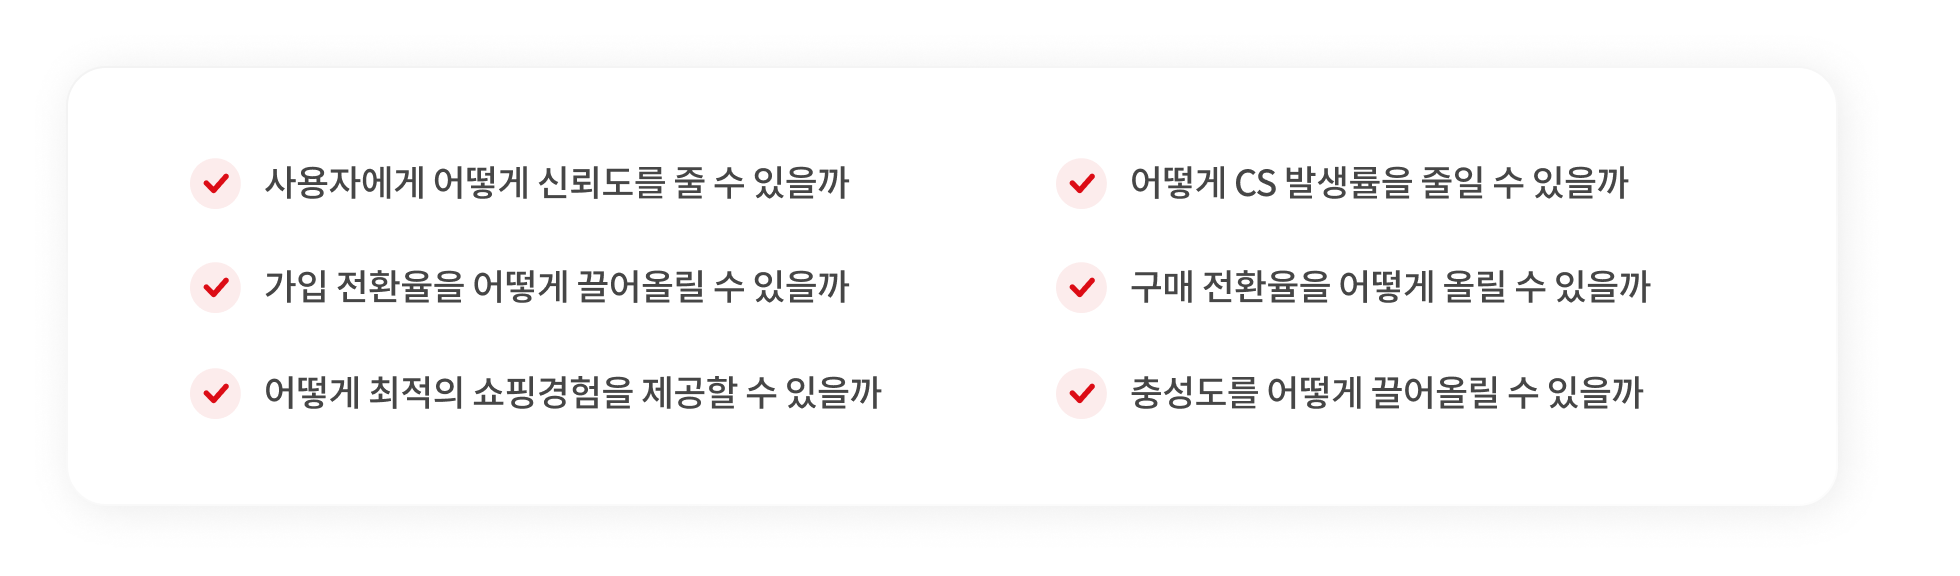 사용자에게 어떻게 신뢰도를 줄 수 있을까
어떻게 CS 발생률을 줄일 수 있을까
가입 전환율을 어떻게 끌어올릴 수 있을까
구매 전환율을 어떻게 올릴 수 있을까
어떻게 최적의 쇼핑경험을 제공할 수 있을까
충성도를 어떻게 끌어올릴 수 있을까